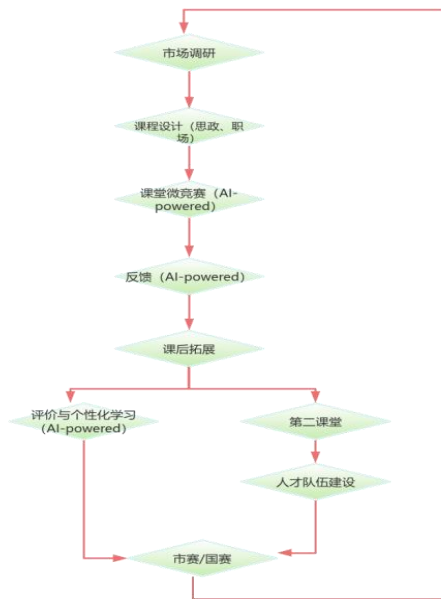 市场调研
课程设计（思政、职
场）
课堂微竞赛（AI-
powered）
反馈（AI-powered）
课后拓展
评价与个性化学习
（AI-powered）
第二课堂
人才队伍建设
市赛/国赛